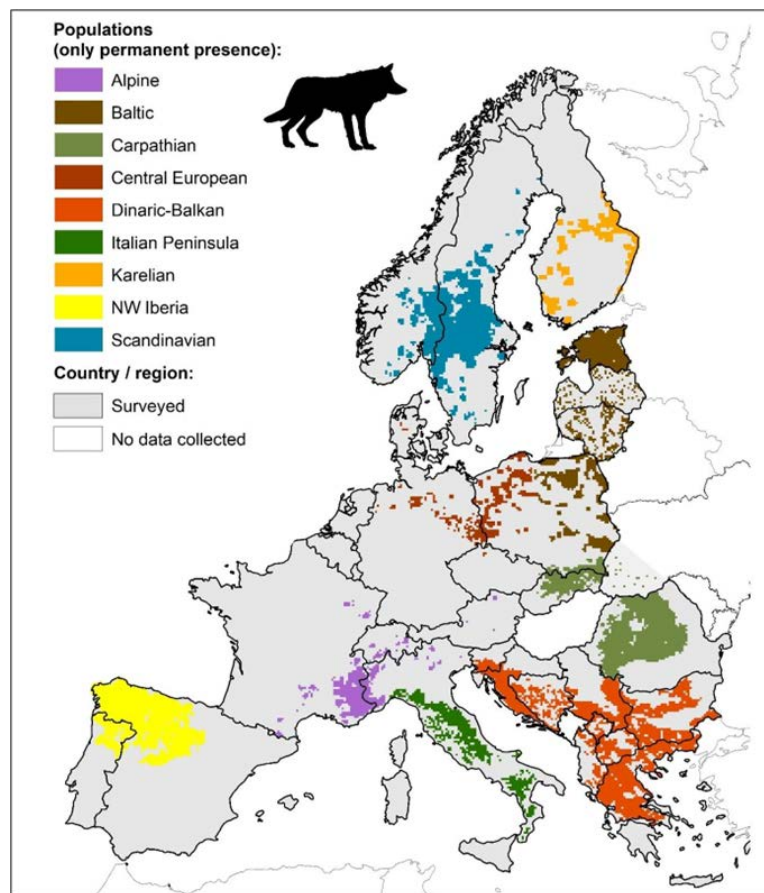 Populations
(only permanent presence):
Alpine
Baltic
Carpathian
Central European
Dinaric-Balkan
Italian Peninsula
Karelian
NW Iberia
Scandinavian
Country / region:
Surveyed
No data collected